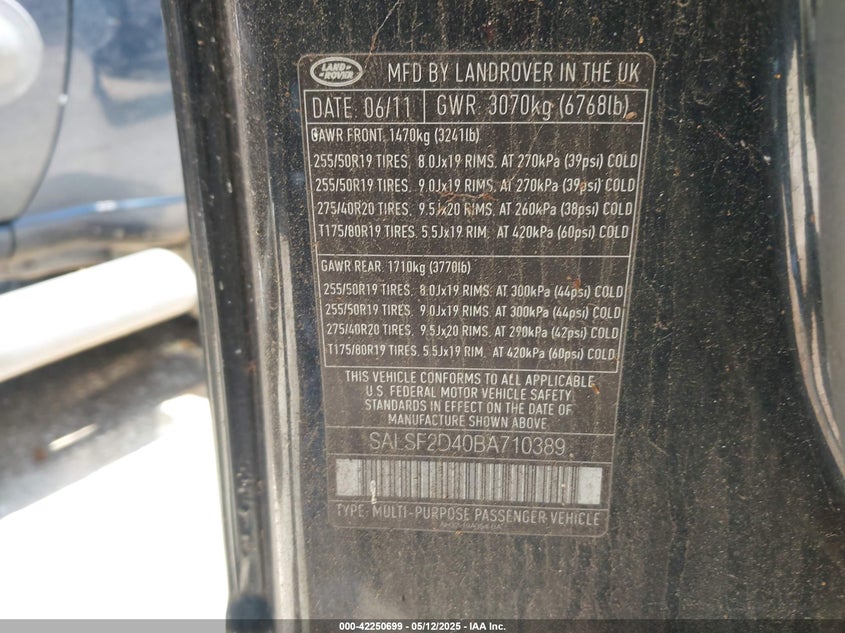 LAND ROVER
MFD BY LANDROVER IN THE UK
DATE: 06/11 GWR: 3070kg (6768lb)
GAWR FRONT: 1470kg (3241lb)
255/50R19 TIRES, 8.0Jx19 RIMS, AT 270kPa (39psi) COLD
255/50R19 TIRES, 9.0Jx19 RIMS, AT 270kPa (39psi) COLD
275/40R20 TIRES, 9.5Jx20 RIMS, AT 260kPa (38psi) COLD
T175/80R19 TIRES, 5.5Jx19 RIM, AT 420kPa (60psi) COLD
GAWR REAR: 1710kg (3770lb)
255/50R19 TIRES, 8.0Jx19 RIMS, AT 300kPa (44psi) COLD
255/50R19 TIRES, 9.0Jx19 RIMS, AT 300kPa (44psi) COLD
275/40R20 TIRES, 9.5Jx20 RIMS, AT 290kPa (42psi) COLD
T175/80R19 TIRES, 5.5Jx19 RIM, AT 420kPa (60psi) COLD
THIS VEHICLE CONFORMS TO ALL APPLICABLE
U.S. FEDERAL MOTOR VEHICLE SAFETY
STANDARDS IN EFFECT ON THE DATE OF
MANUFACTURE SHOWN ABOVE.
SALSF2D40BA710389
TYPE: MULTI-PURPOSE PASSENGER VEHICLE
000-42250699 - 05/12/2025 - IAA Inc.